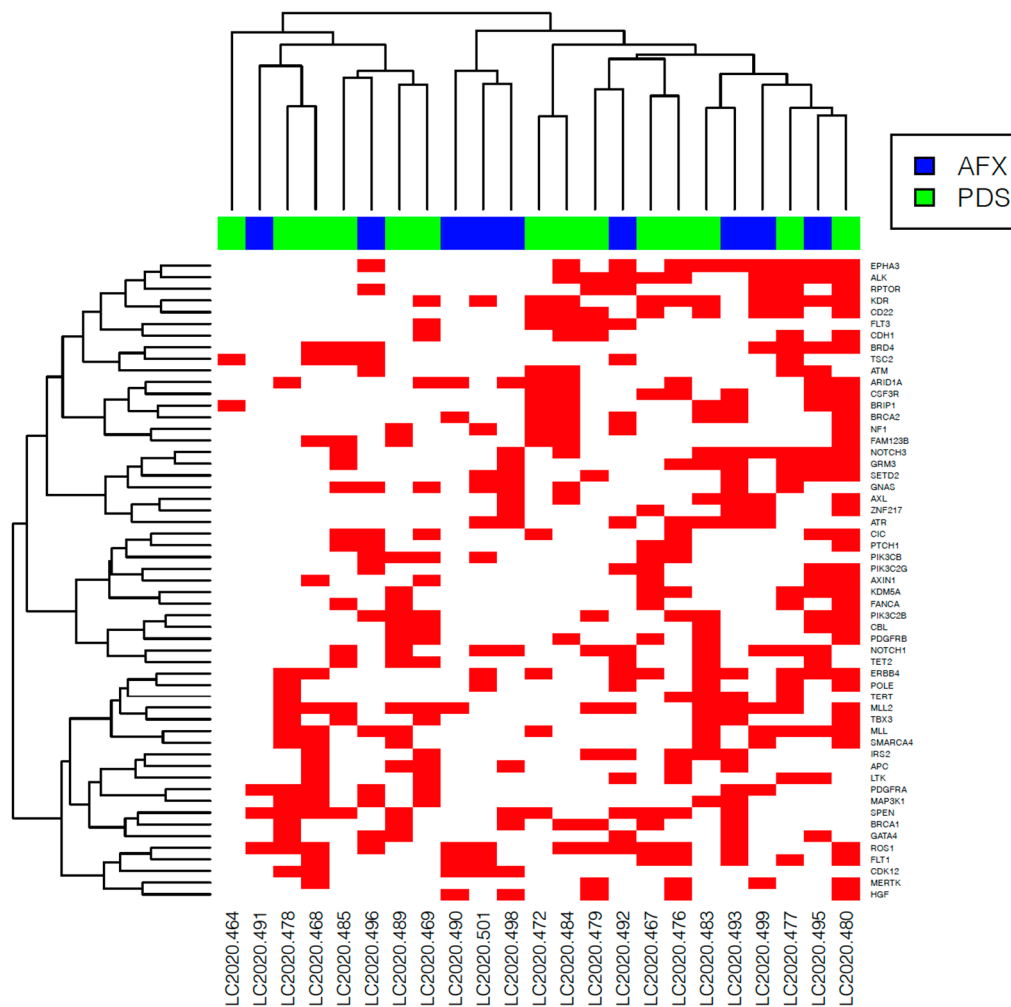 AFX
PDS
EPHA3
ALK
RPTOR
KDR
CD22
FLT3
CDH1
BRD4
TSC2
ATM
ARID1A
CSF3R
BRIP1
BRCA2
NF1
FAM123B
NOTCH3
GRM3
SETD2
GNAS
AXL
ZNF217
ATR
CIC
PTCH1
PIK3CB
PIK3C2G
AXIN1
KDM5A
FANCA
PIK3C2B
CBL
PDGFRB
NOTCH1
TET2
ERBB4
POLE
TERT
MLL2
TBX3
MLL
SMARCA4
IRS2
APC
LTK
PDGFRA
MAP3K1
SPEN
BRCA1
GATA4
ROS1
FLT1
CDK12
MERTK
HGF
LC2020.464
LC2020.491
LC2020.478
LC2020.468
LC2020.485
LC2020.496
LC2020.489
LC2020.469
LC2020.490
LC2020.501
LC2020.498
LC2020.472
LC2020.484
LC2020.479
LC2020.492
LC2020.467
LC2020.476
LC2020.483
LC2020.493
LC2020.499
LC2020.477
LC2020.495
LC2020.480